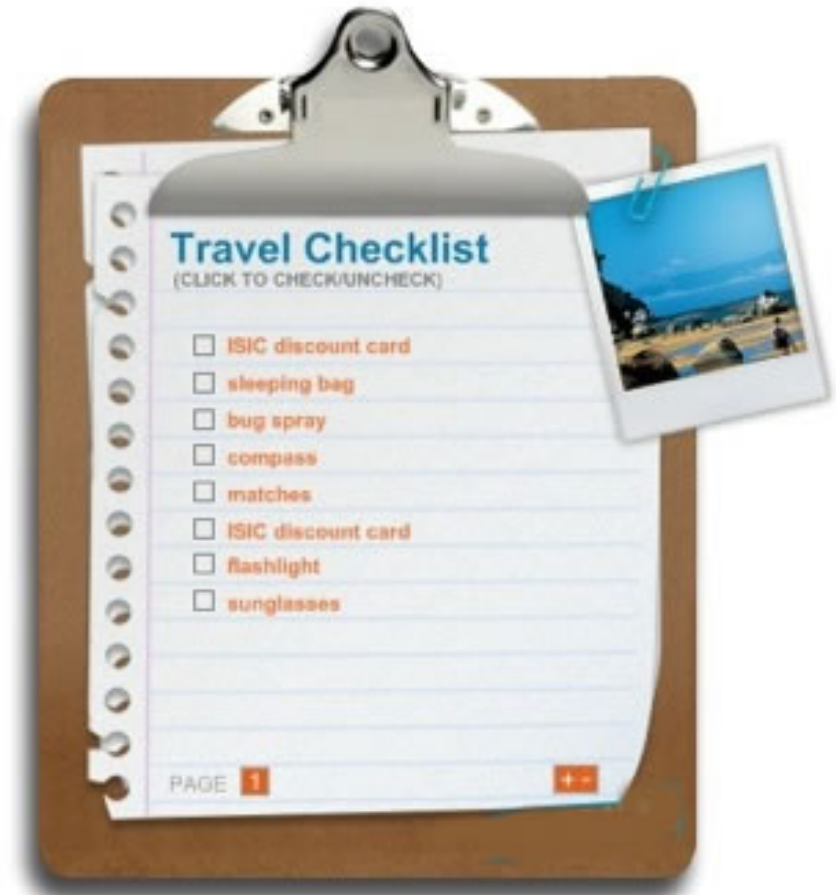 Travel Checklist
(CLICK TO CHECK/UNCHECK)
ISIC discount card
sleeping bag
bug spray
compass
matches
ISIC discount card
flashlight
sunglasses
PAGE 1
+ -